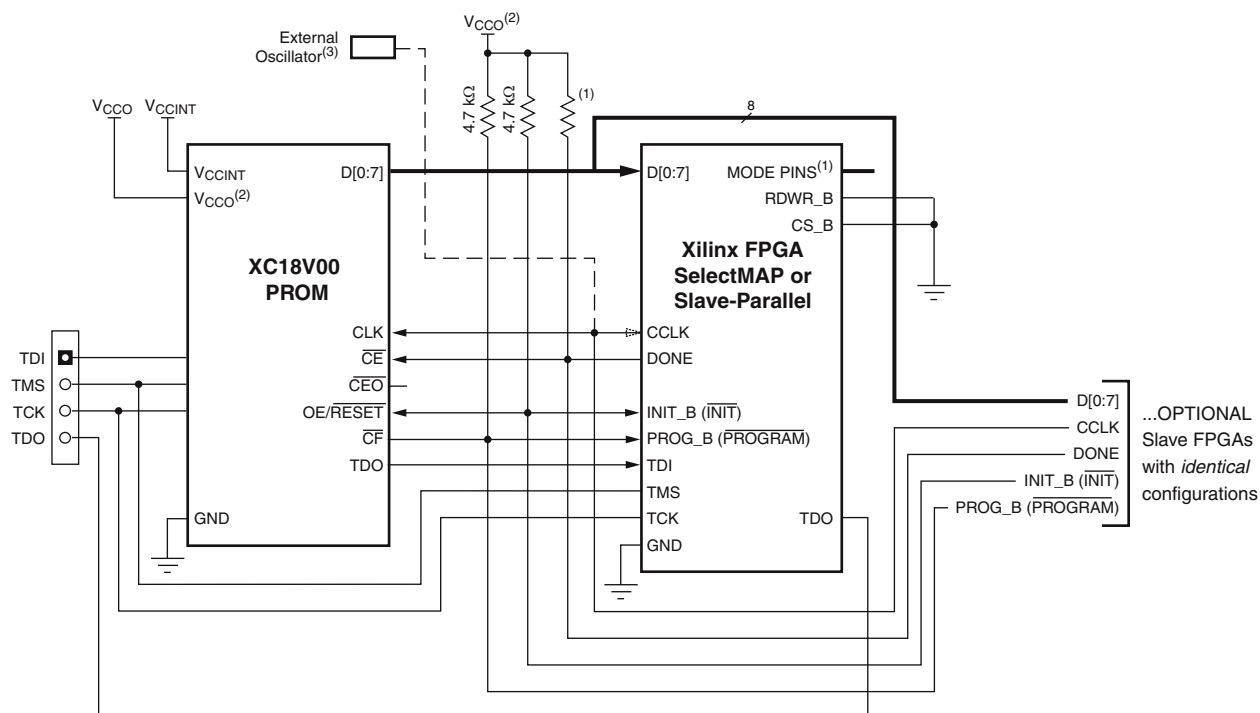 External
Oscillator(3)
VCCO(2)
VCCO
VCCINT
4.7 kΩ
4.7 kΩ
(1)
8
VCCINT
VCCO(2)
D[0:7]
XC18V00
PROM
CLK
CE
CEO
OE/RESET
CF
TDO
GND
TDI
TMS
TCK
TDO
D[0:7]
MODE PINS(1)
RDWR_B
CS_B
Xilinx FPGA
SelectMAP or
Slave-Parallel
CCLK
DONE
INIT_B (INIT)
PROG_B (PROGRAM)
TDI
TMS
TCK
TDO
GND
D[0:7]
CCLK
DONE
INIT_B (INIT)
PROG_B (PROGRAM)
...OPTIONAL
Slave FPGAs
with identical
configurations